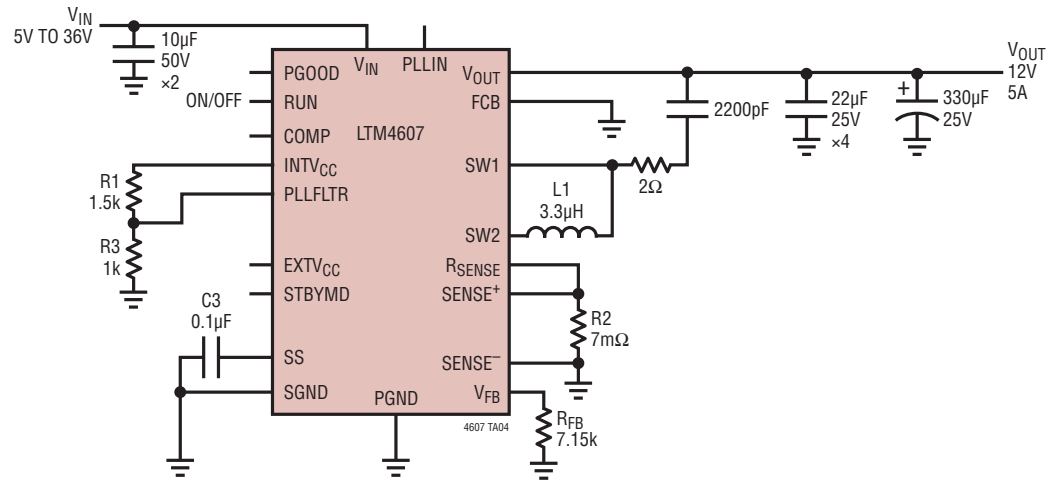 VIN
5V TO 36V
10µF
50V
×2
VIN
PLLIN
PGOOD
RUN
ON/OFF
COMP
LTM4607
INTVCC
PLLFLTR
R1
1.5k
R3
1k
EXTVCC
STBYMD
C3
0.1µF
SS
SGND
PGND
VOUT
FCB
SW1
SW2
RSENSE
SENSE+
SENSE–
VFB
2200pF
2Ω
L1
3.3µH
R2
7mΩ
RFB
7.15k
22µF
25V
×4
+
330µF
25V
VOUT
12V
5A
4607 TA04